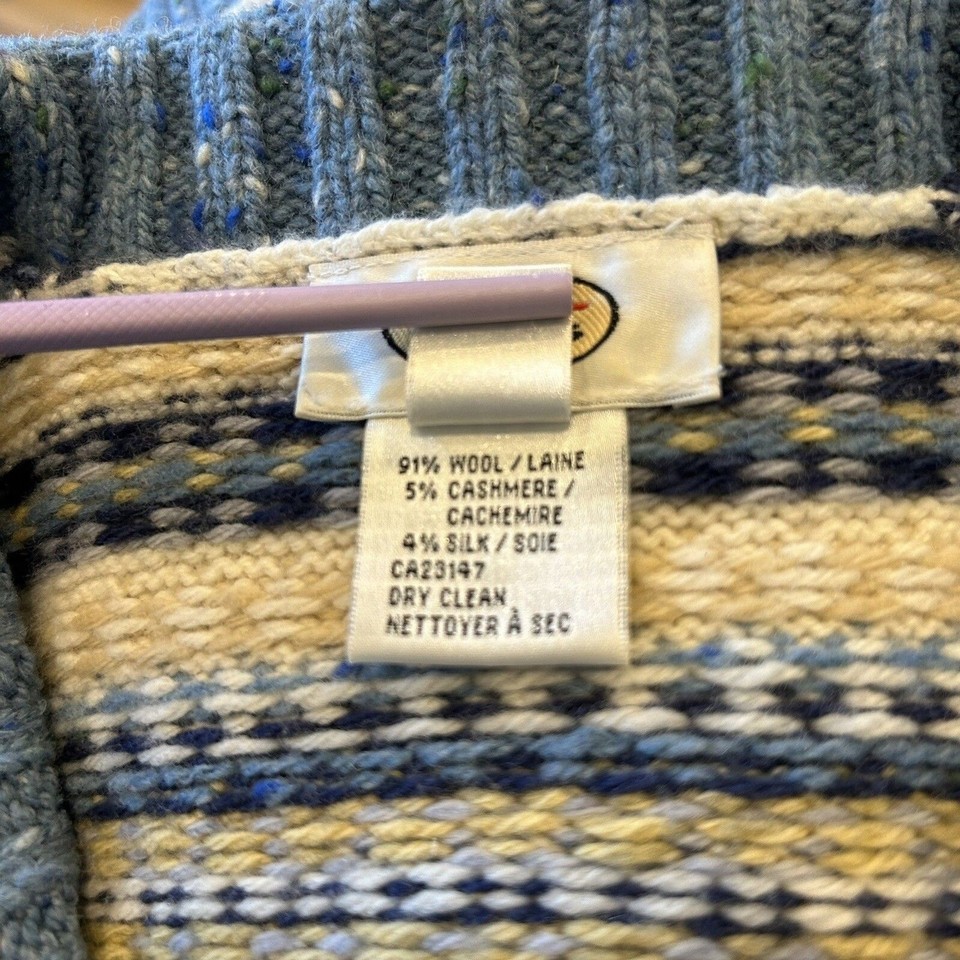 91% WOOL / LAINE
5% CASHMERE /
CACHEMIRE
4% SILK / SOIE
CA23147
DRY CLEAN
NETTOYER À SEC